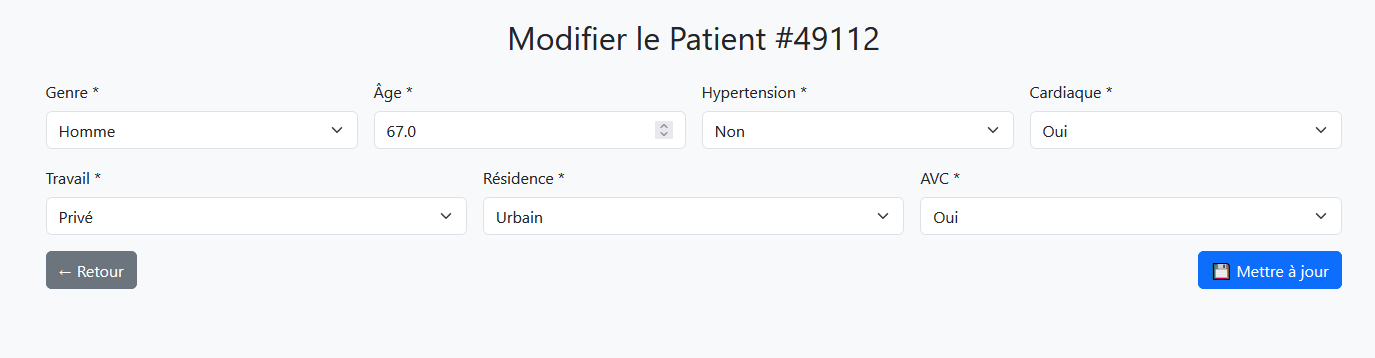 Modifier le Patient #49112
Genre * Âge * Hypertension * Cardiaque *
Homme 67.0 Non Oui
Travail * Résidence * AVC *
Privé Urbain Oui
← Retour 💾 Mettre à jour